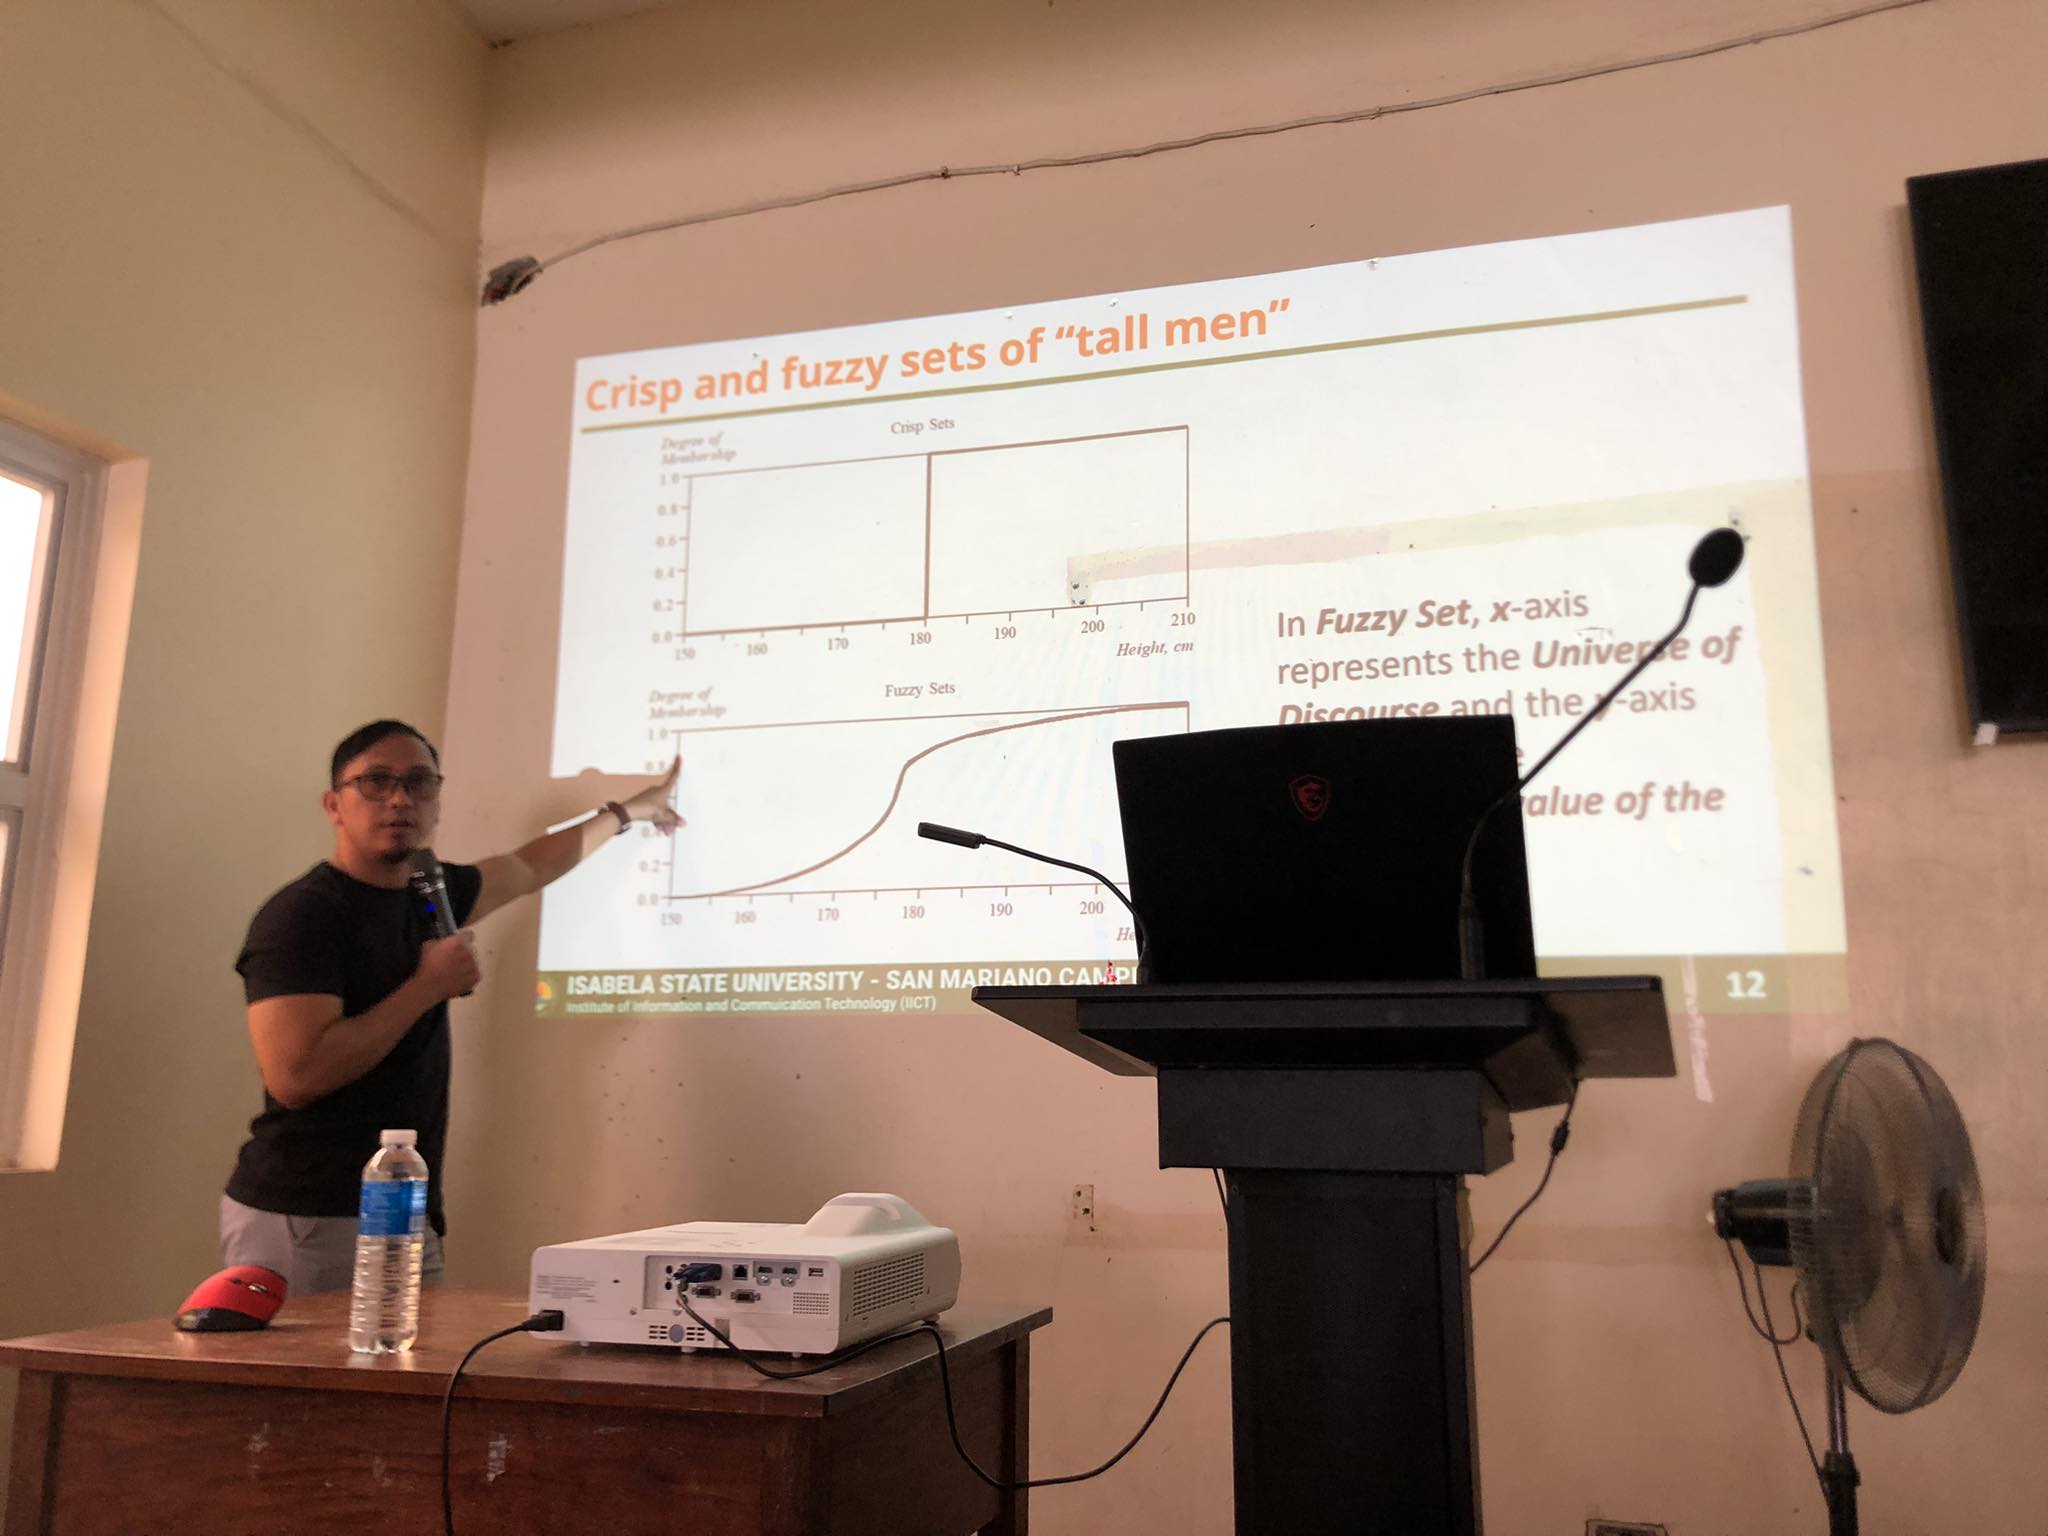 Crisp and fuzzy sets of “tall men”
Degree of
Membership
Crisp Sets
1.0
0.8
0.6
0.4
0.2
0.0
150 160 170 180 190 200 210
Height, cm
Degree of
Membership
Fuzzy Sets
1.0
0.2
0.0
150 160 170 180 190 200
In Fuzzy Set, x-axis
represents the Universe of
Discourse and the y-axis
value of the
ISABELA STATE UNIVERSITY - SAN MARIANO
Institute of Information and Commuication Technology (IICT)
12